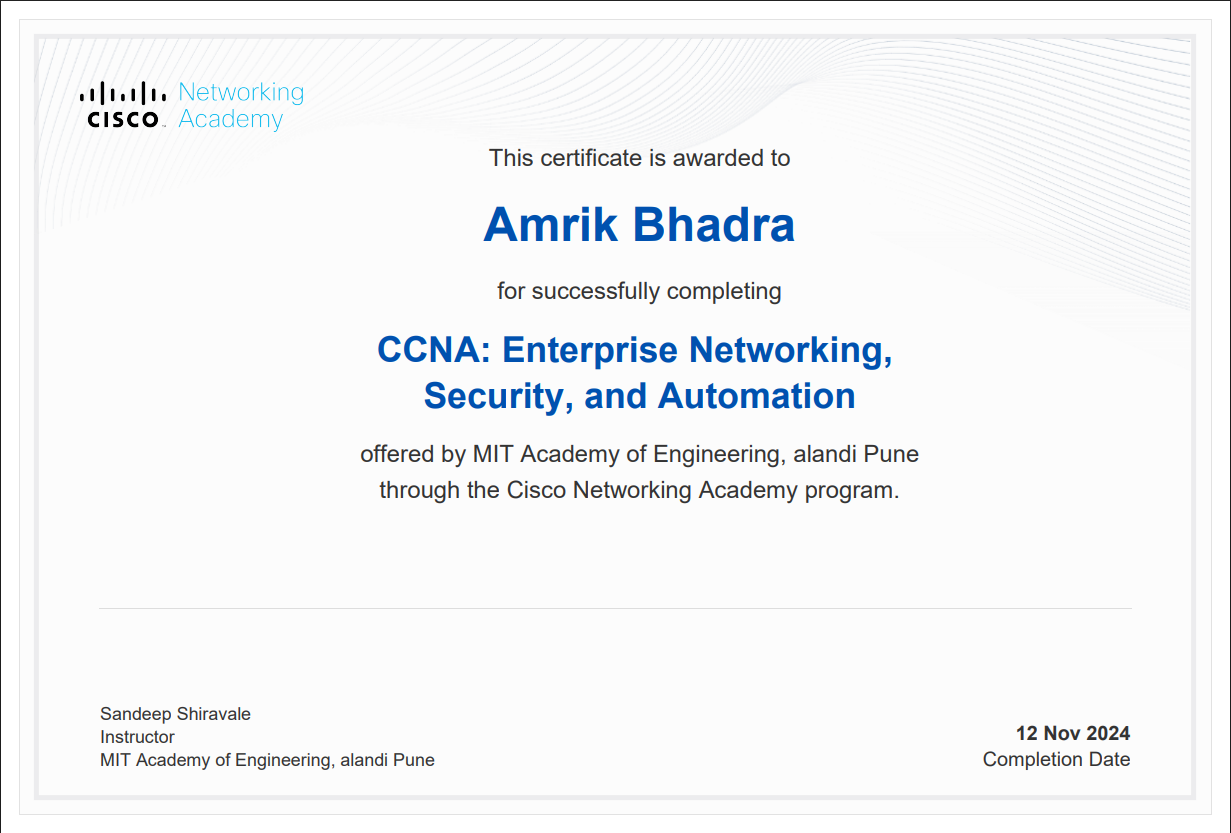 Networking
CISCO Academy
This certificate is awarded to
Amrik Bhadra
for successfully completing
CCNA: Enterprise Networking,
Security, and Automation
offered by MIT Academy of Engineering, alandi Pune
through the Cisco Networking Academy program.
Sandeep Shiravale
Instructor
MIT Academy of Engineering, alandi Pune
12 Nov 2024
Completion Date